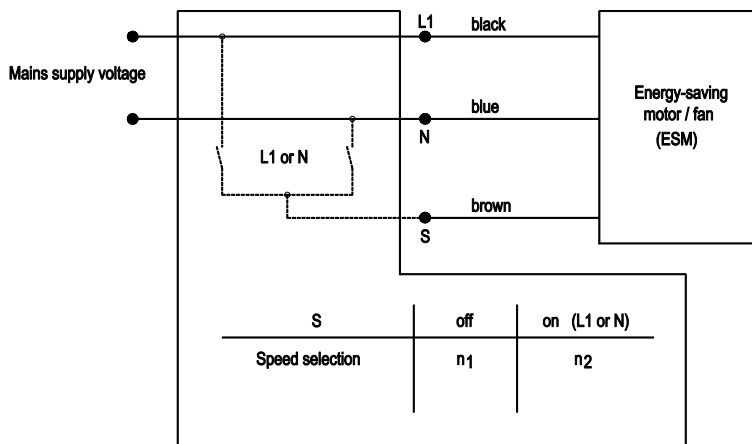 L1
black
Mains supply voltage
Energy-saving
motor / fan
(ESM)
blue
N
L1 or N
brown
S
S off on (L1 or N)
Speed selection n1 n2